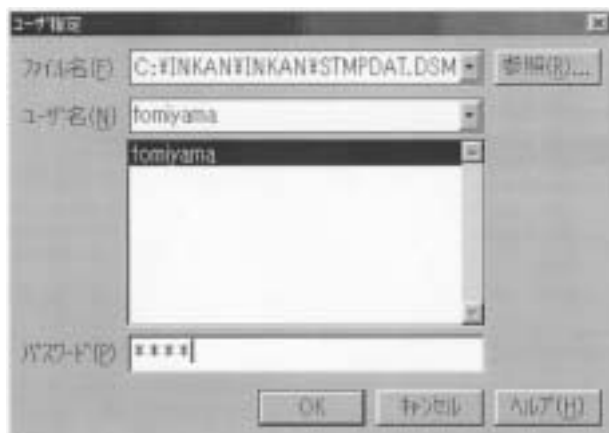 ユーザ指定
ファイル名(F) C:¥INKAN¥INKAN¥STMPDAT.DSM 参照(R)...
ユーザ名(N) tomiyama
tomiyama
パスワード(P) ****
OK キャンセル ヘルプ(H)